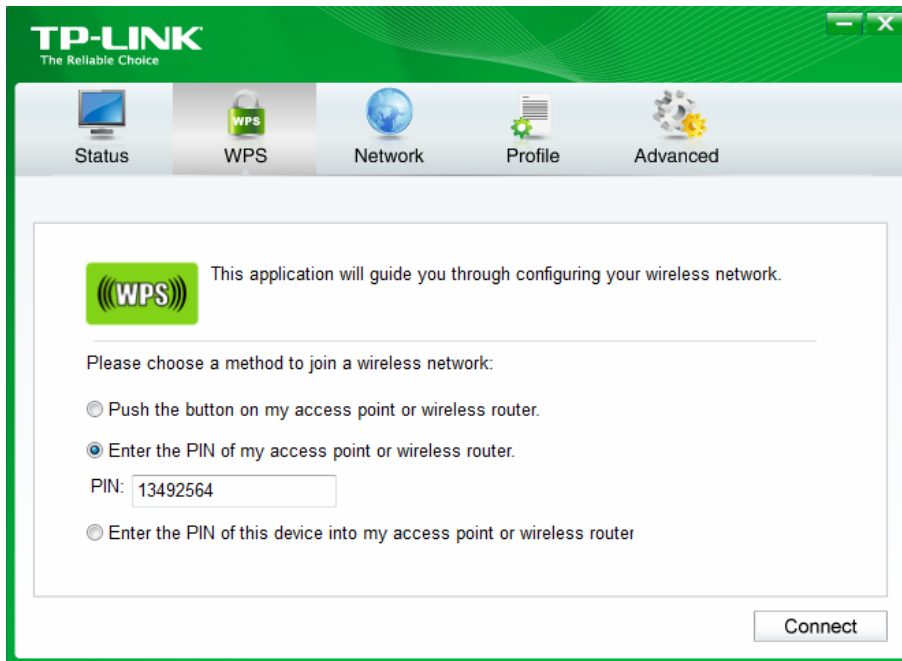 TP-LINK
The Reliable Choice
Status WPS Network Profile Advanced
WPS
(((WPS)))
This application will guide you through configuring your wireless network.
Please choose a method to join a wireless network:
Push the button on my access point or wireless router.
Enter the PIN of my access point or wireless router.
PIN: 13492564
Enter the PIN of this device into my access point or wireless router
Connect